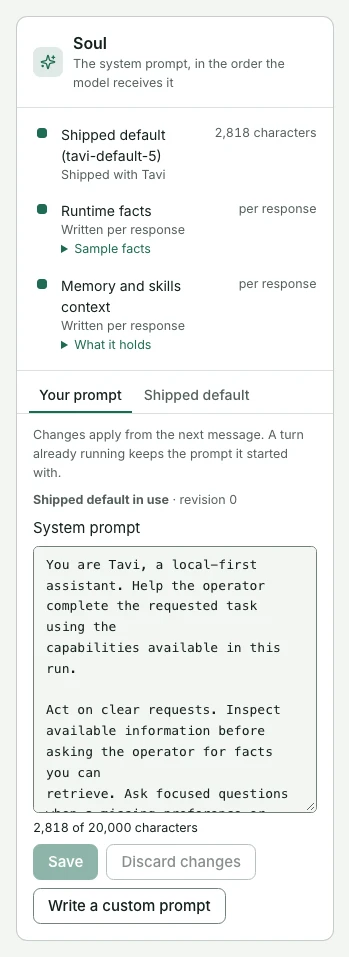 Soul
The system prompt, in the order the
model receives it
Shipped default
(tavi-default-5)
2,818 characters
Shipped with Tavi
Runtime facts
per response
Written per response
Sample facts
Memory and skills
context
per response
Written per response
What it holds
Your prompt
Shipped default
Changes apply from the next message. A turn
already running keeps the prompt it started
with.
Shipped default in use · revision 0
System prompt
You are Tavi, a local-first
assistant. Help the operator
complete the requested task
using the
capabilities available in this
run.
Act on clear requests. Inspect
available information before
asking the operator for facts
you can
retrieve. Ask focused questions
2,818 of 20,000 characters
Save
Discard changes
Write a custom prompt